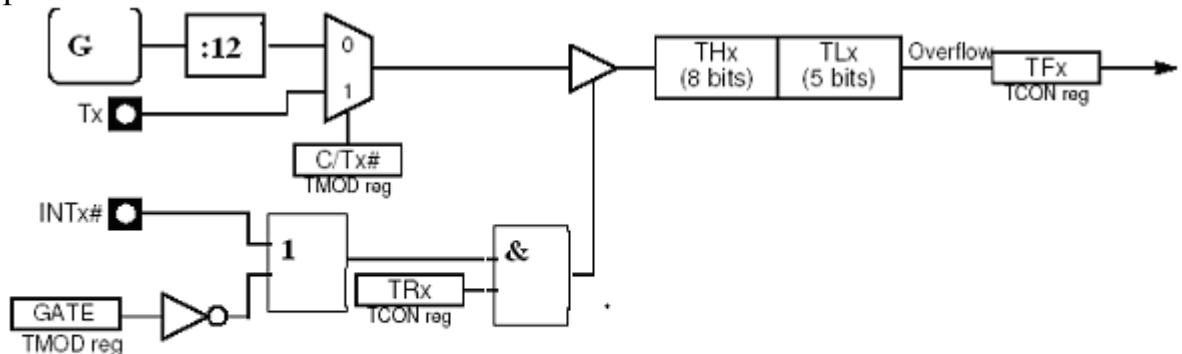 G
:12
0
1
Tx
C/Tx#
TMOD reg
THx
(8 bits)
TLx
(5 bits)
Overflow
TFx
TCON reg
INTx#
1
&
TRx
TCON reg
GATE
TMOD reg